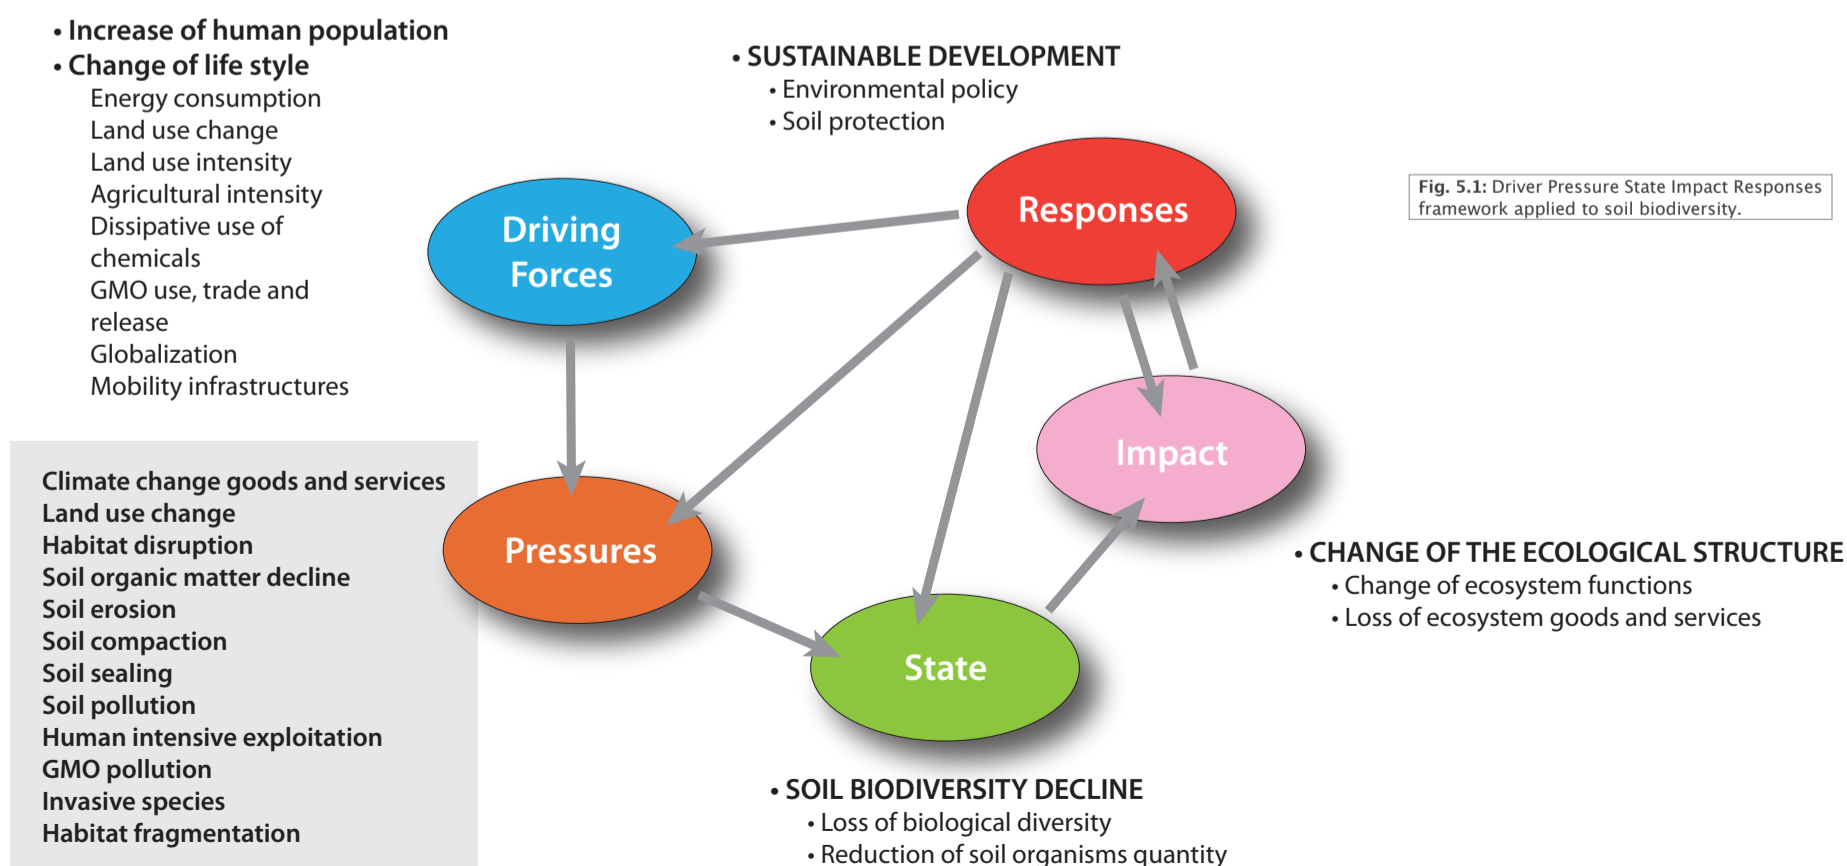 • Increase of human population
• Change of life style
Energy consumption
Land use change
Land use intensity
Agricultural intensity
Dissipative use of
chemicals
GMO use, trade and
release
Globalization
Mobility infrastructures
• SUSTAINABLE DEVELOPMENT
• Environmental policy
• Soil protection
Responses
Fig. 5.1: Driver Pressure State Impact Responses
framework applied to soil biodiversity.
Driving
Forces
Impact
Climate change goods and services
Land use change
Habitat disruption
Soil organic matter decline
Soil erosion
Soil compaction
Soil sealing
Soil pollution
Human intensive exploitation
GMO pollution
Invasive species
Habitat fragmentation
Pressures
• CHANGE OF THE ECOLOGICAL STRUCTURE
• Change of ecosystem functions
• Loss of ecosystem goods and services
State
• SOIL BIODIVERSITY DECLINE
• Loss of biological diversity
• Reduction of soil organisms quantity